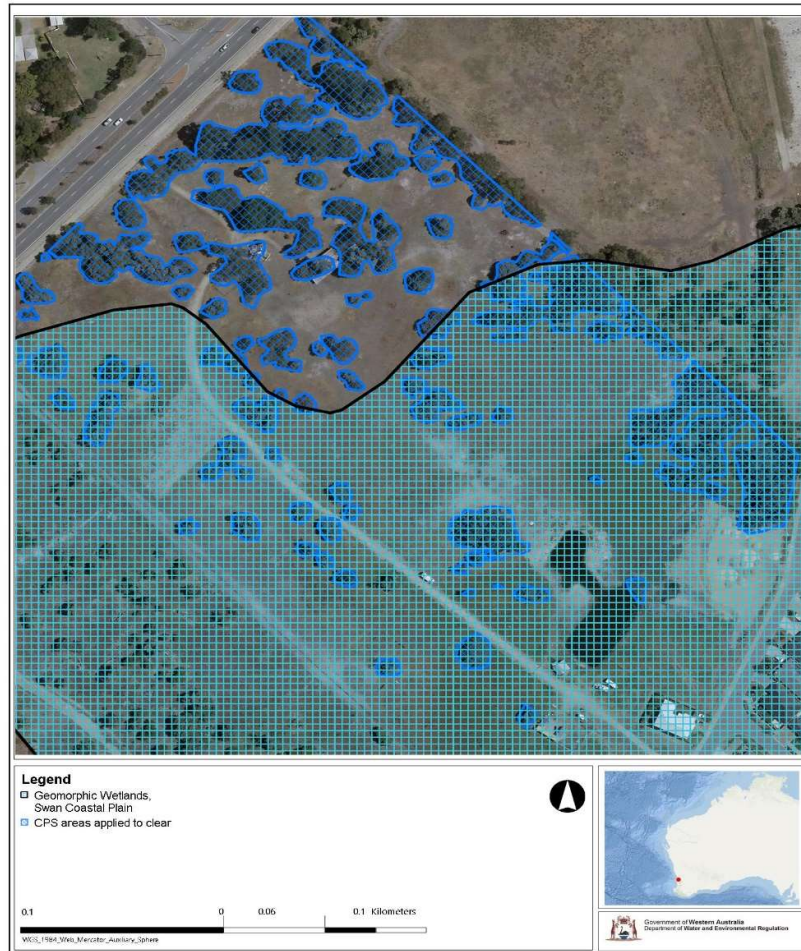 Legend
Geomorphic Wetlands,
Swan Coastal Plain
CPS areas applied to clear
0.1 0 0.06 0.1 Kilometers
WGS_1984_Web_Mercator_Auxiliary_Sphere
Government of Western Australia
Department of Water and Environmental Regulation